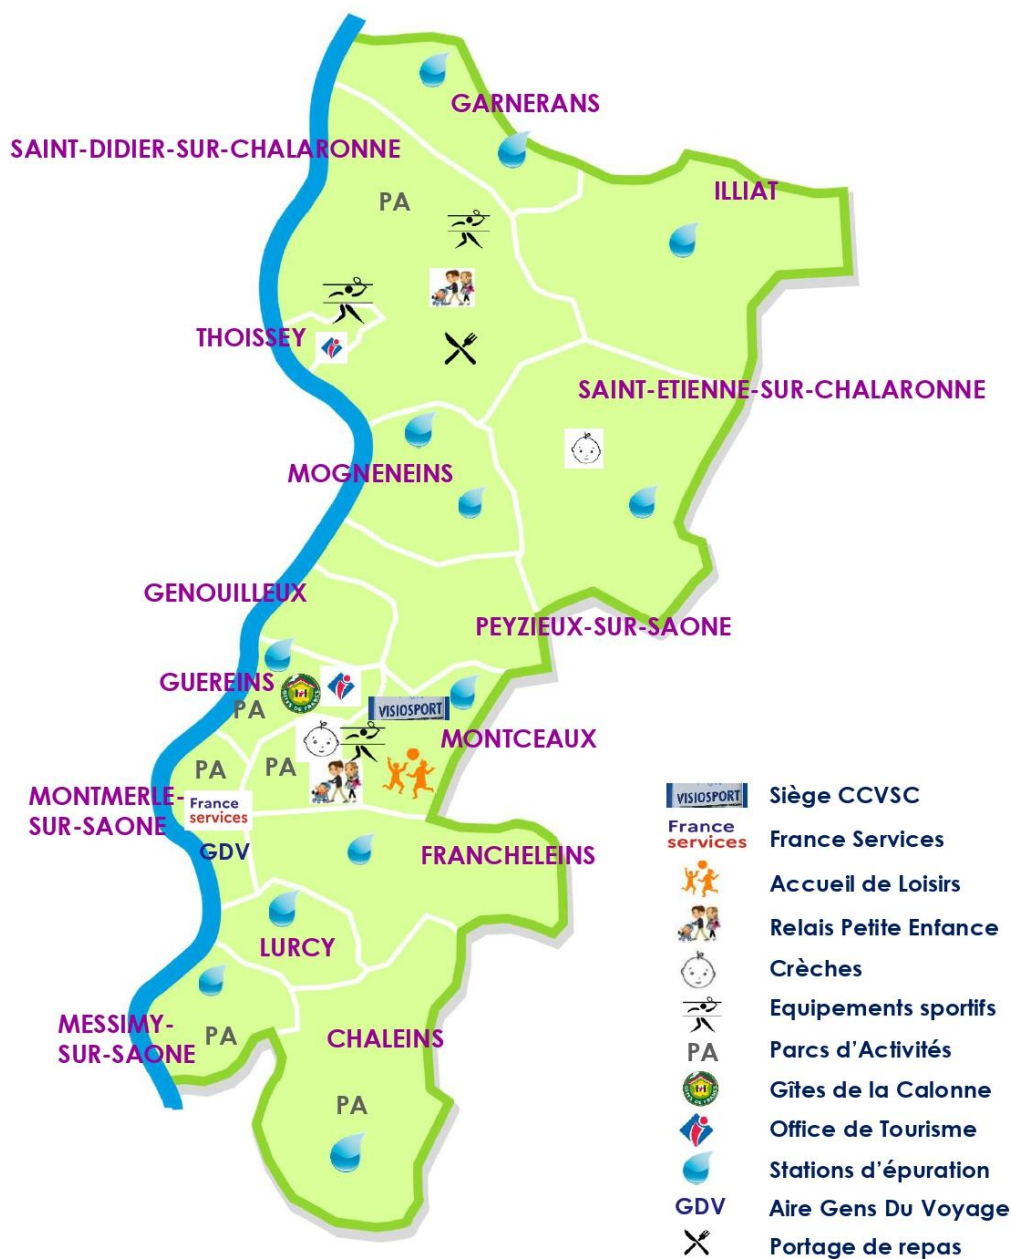 GARNERANS
SAINT-DIDIER-SUR-CHALARONNE
ILLIAT
PA
THOISSEY
SAINT-ETIENNE-SUR-CHALARONNE
MOGNENEINS
GENOUILLEUX
PEYZIEUX-SUR-SAONE
GUEREINS
GITES DE FRANCE
PA
VISIOSPORT
MONTCEAUX
PA
PA
MONTMERLE-
SUR-SAONE
France
services
GDV
FRANCHELEINS
LURCY
MESSIMY-
SUR-SAONE
PA
CHALEINS
PA
VISIOSPORT Siège CCVSC
France
services France Services
Accueil de Loisirs
Relais Petite Enfance
Crèches
Equipements sportifs
PA Parcs d'Activités
Gîtes de la Calonne
Office de Tourisme
Stations d'épuration
GDV Aire Gens Du Voyage
Portage de repas